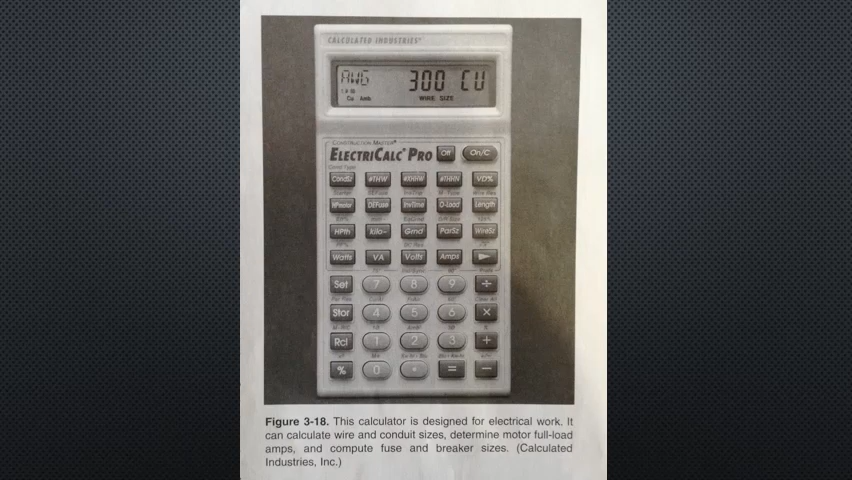 CALCULATED INDUSTRIES
AWG 300 CU
Cu Amb WIRE SIZE
CONSTRUCTION MASTER®
ELECTRICALC® PRO Off On/C
CondSz #THW #XHHW #THHN VD%
DEFuse InvTime O-Load Length
HPth kilo- Grnd ParSz WireSz
Watts VA Volts Amps
Set 7 8 9 ÷
Stor 4 5 6 ×
Rcl 1 2 3 +
% 0 • = −
Figure 3-18. This calculator is designed for electrical work. It
can calculate wire and conduit sizes, determine motor full-load
amps, and compute fuse and breaker sizes. (Calculated
Industries, Inc.)